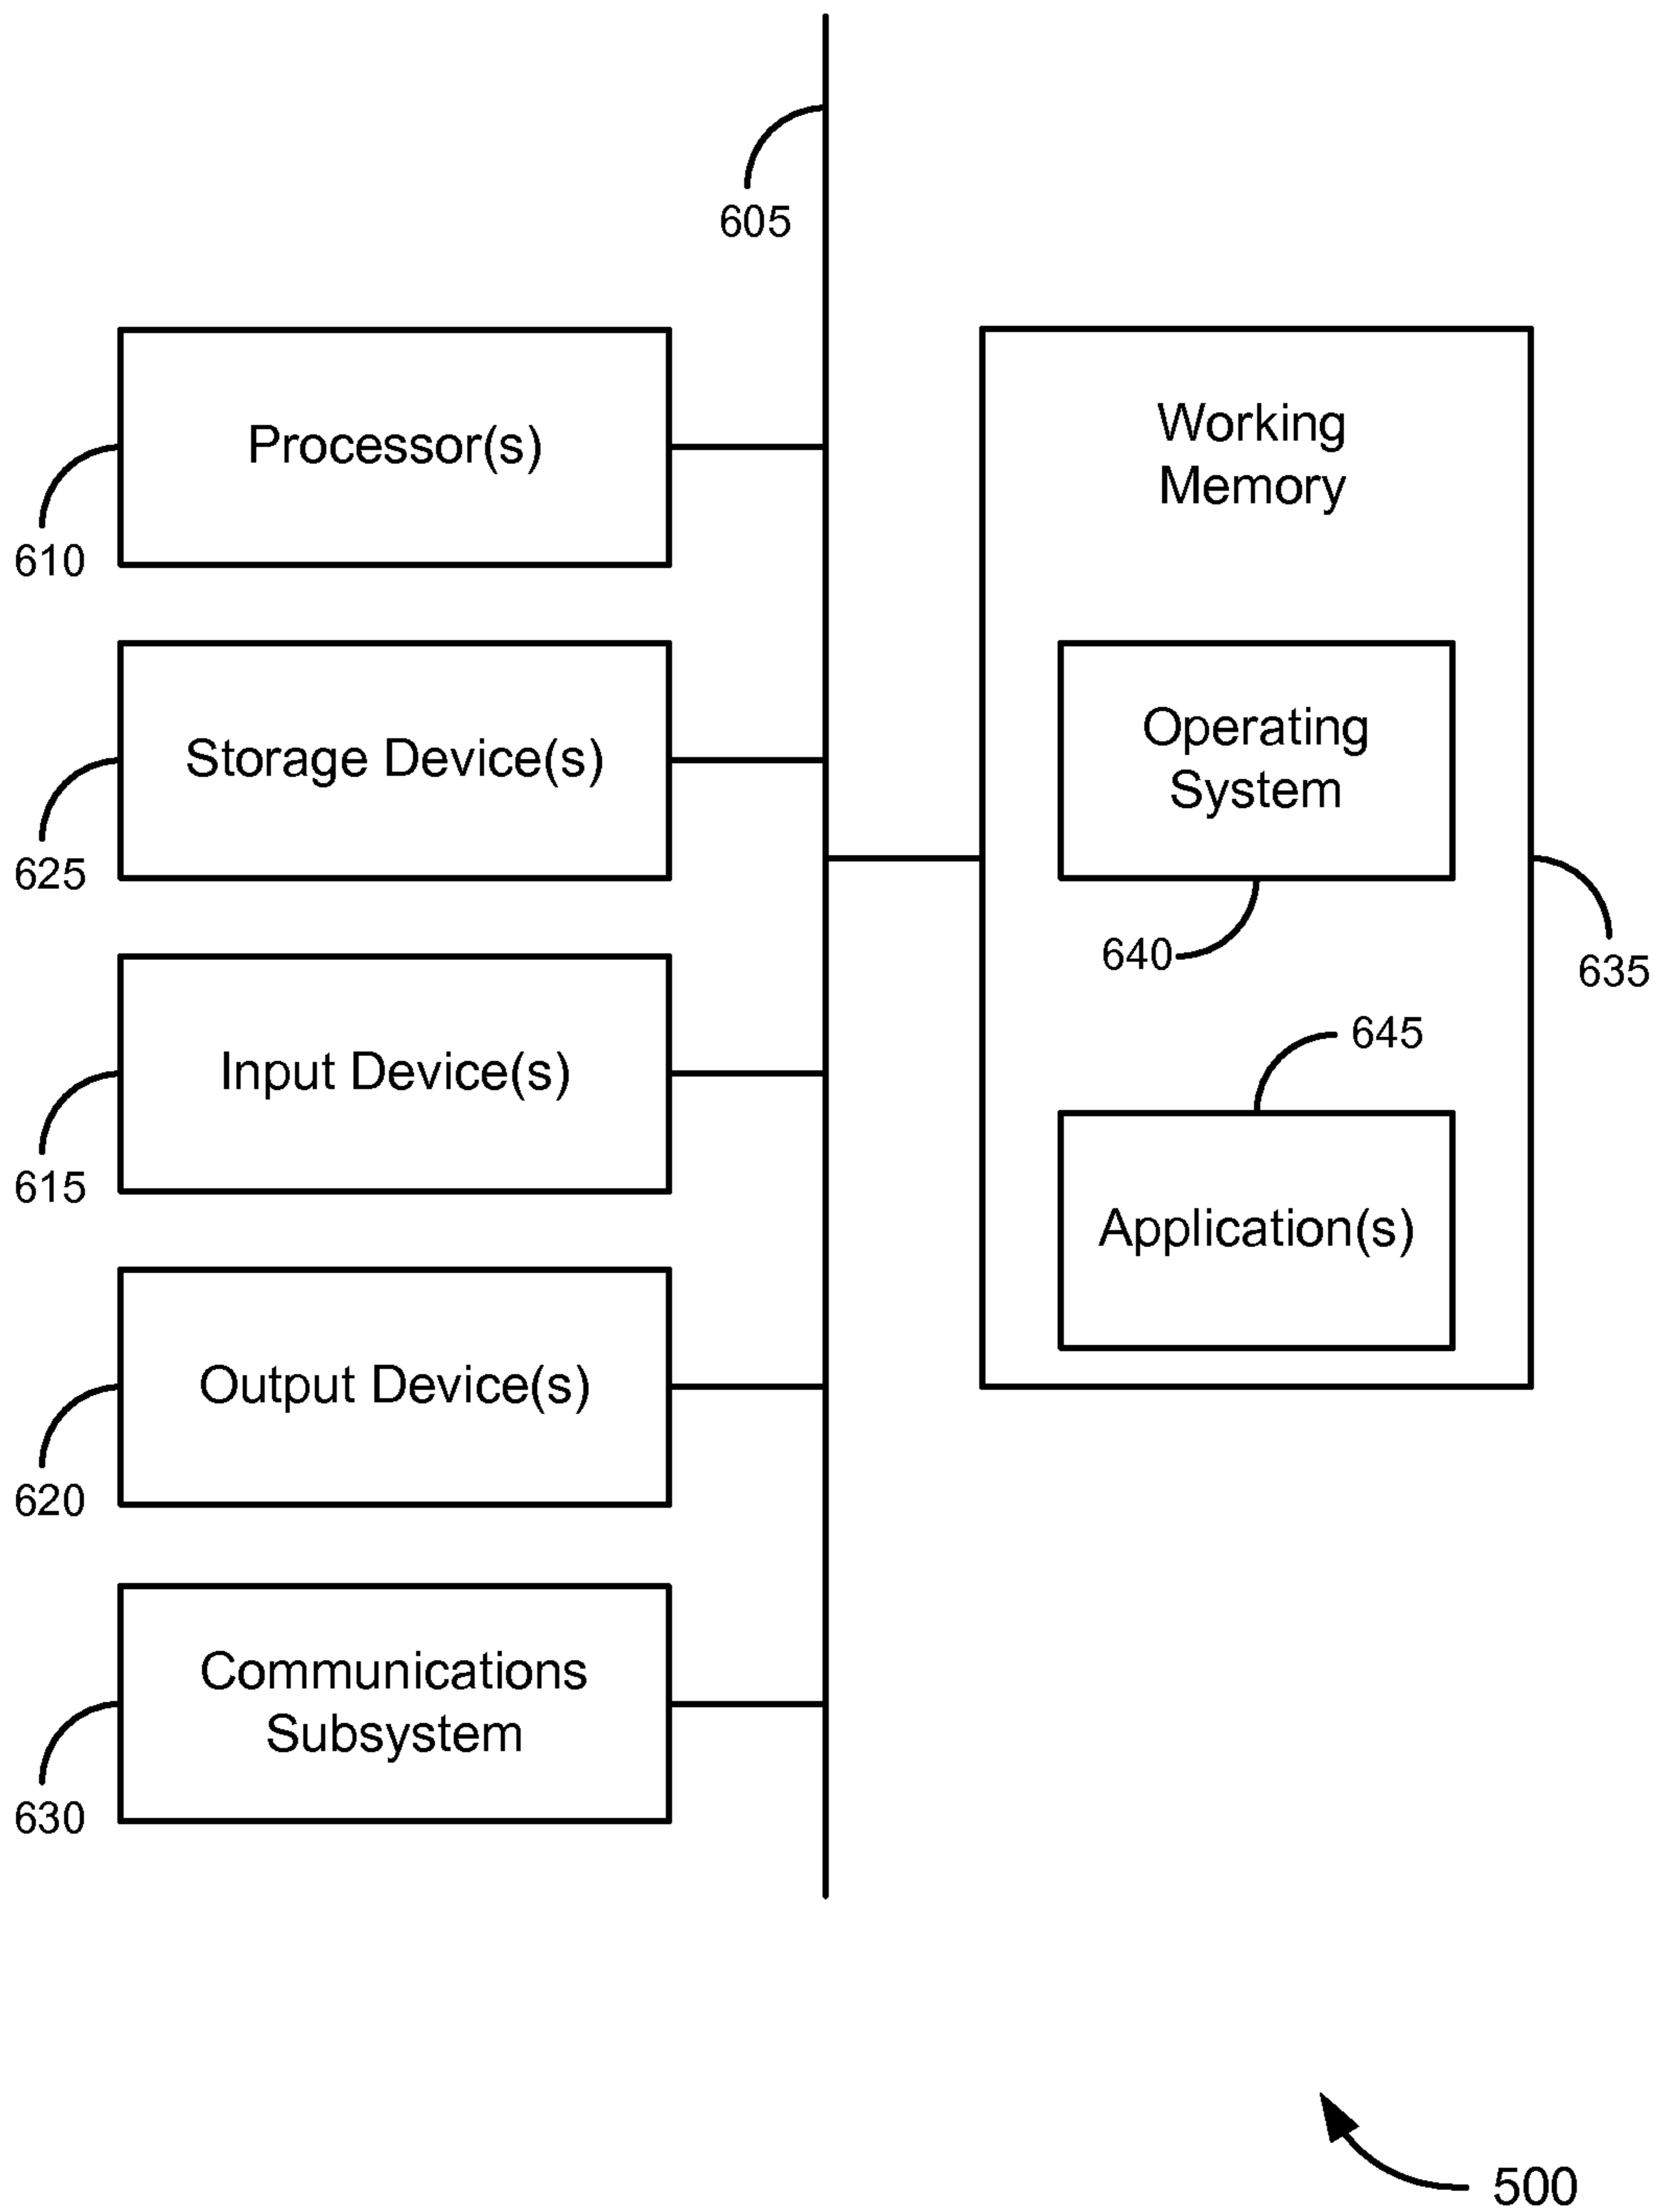 605
Processor(s)
610
Storage Device(s)
625
Input Device(s)
615
Output Device(s)
620
Communications
Subsystem
630
Working
Memory
Operating
System
640
635
645
Application(s)
500